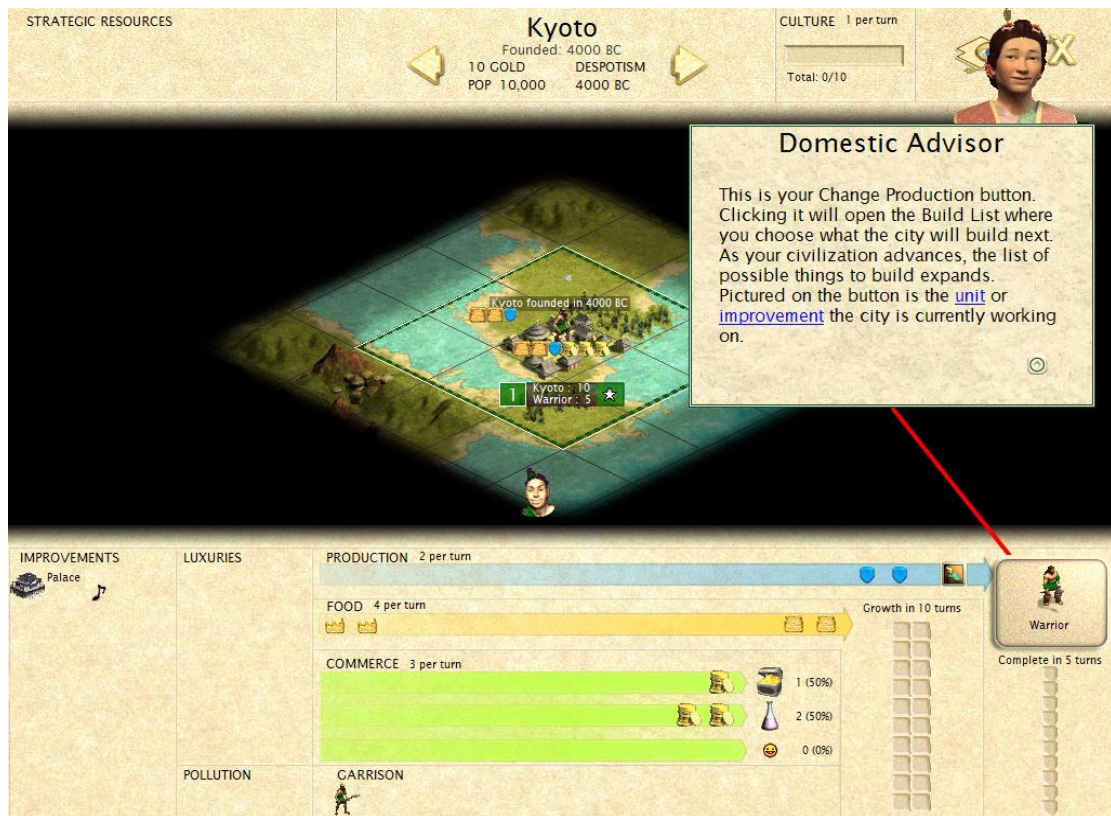 STRATEGIC RESOURCES
Kyoto
Founded: 4000 BC
10 GOLD DESPOTISM
POP 10,000 4000 BC
CULTURE 1 per turn
Total: 0/10
X
Domestic Advisor
This is your Change Production button.
Clicking it will open the Build List where
you choose what the city will build next.
As your civilization advances, the list of
possible things to build expands.
Pictured on the button is the unit or
improvement the city is currently working
on.
Kyoto founded in 4000 BC
1
Kyoto : 10
Warrior : 5
IMPROVEMENTS
Palace
LUXURIES
POLLUTION
PRODUCTION 2 per turn
FOOD 4 per turn
COMMERCE 3 per turn
1 (50%)
2 (50%)
0 (0%)
GARRISON
Growth in 10 turns
Warrior
Complete in 5 turns